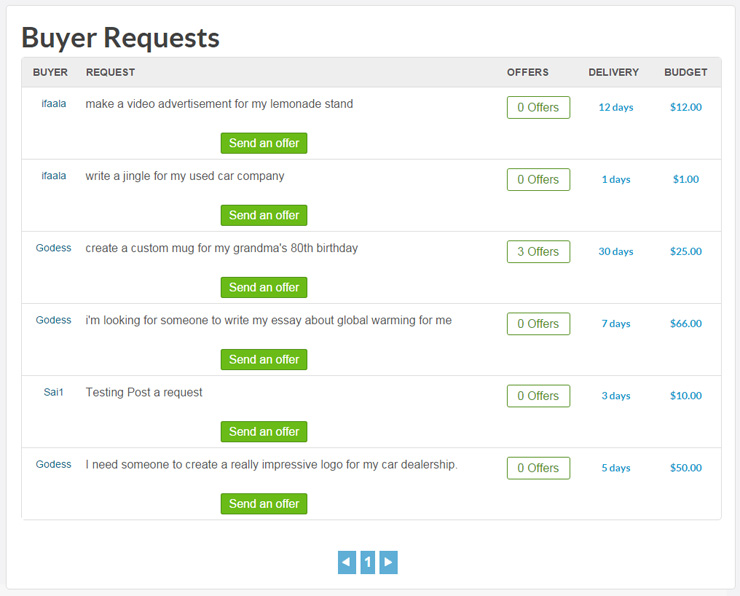 Buyer Requests
BUYER REQUEST OFFERS DELIVERY BUDGET
ifaala make a video advertisement for my lemonade stand 0 Offers 12 days $12.00
Send an offer
ifaala write a jingle for my used car company 0 Offers 1 days $1.00
Send an offer
Godess create a custom mug for my grandma's 80th birthday 3 Offers 30 days $25.00
Send an offer
Godess i'm looking for someone to write my essay about global warming for me 0 Offers 7 days $66.00
Send an offer
Sai1 Testing Post a request 0 Offers 3 days $10.00
Send an offer
Godess I need someone to create a really impressive logo for my car dealership. 0 Offers 5 days $50.00
Send an offer
1